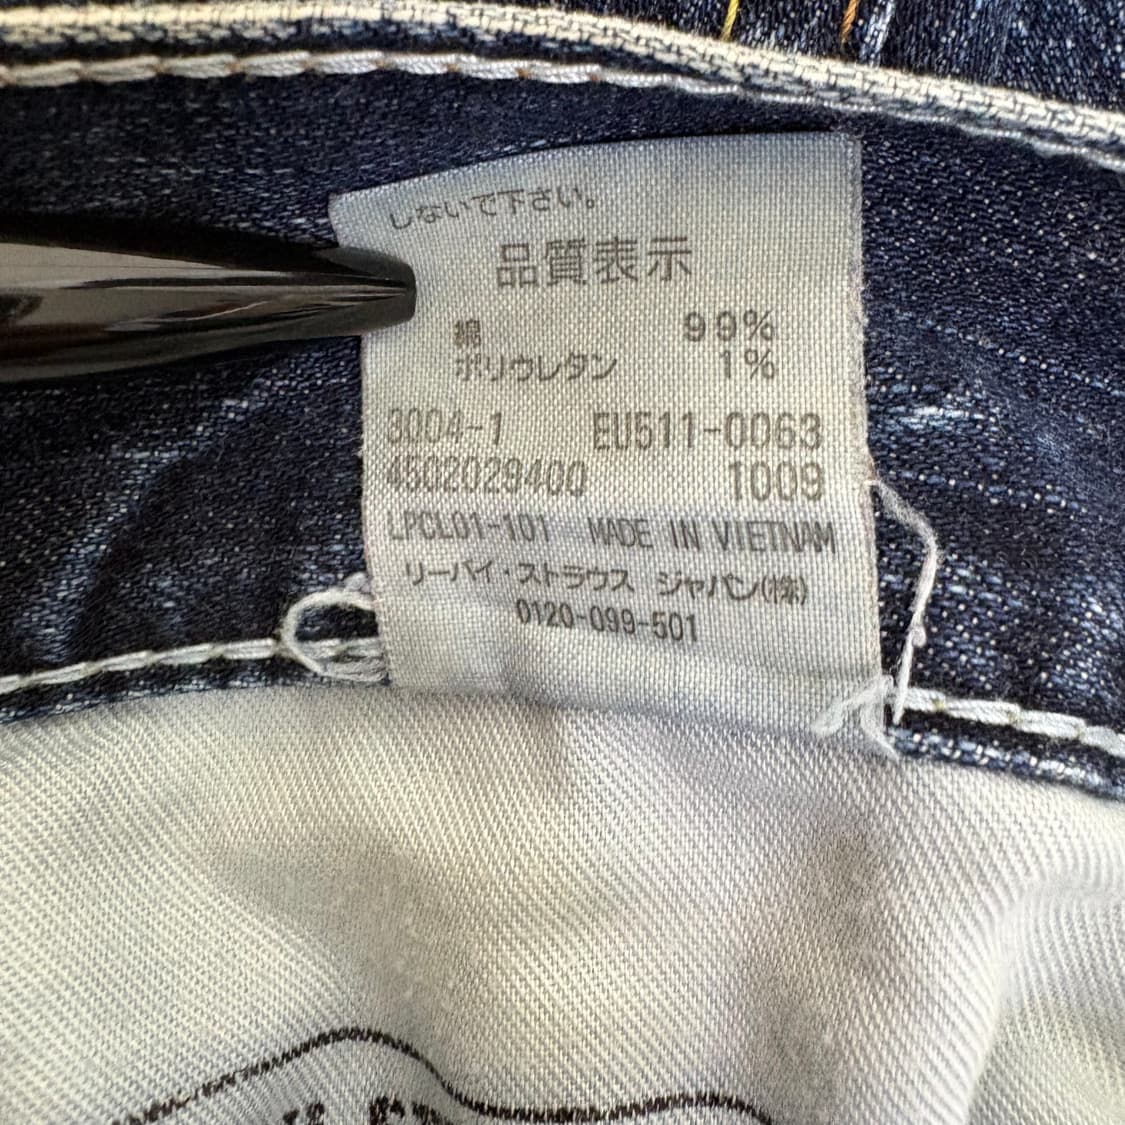 しないで下さい。
品質表示
綿 99%
ポリウレタン 1%
3004-1 EU511-0063
4502029400 1009
LPCL01-101 MADE IN VIETNAM
リーバイ・ストラウス ジャパン(株)
0120-099-501